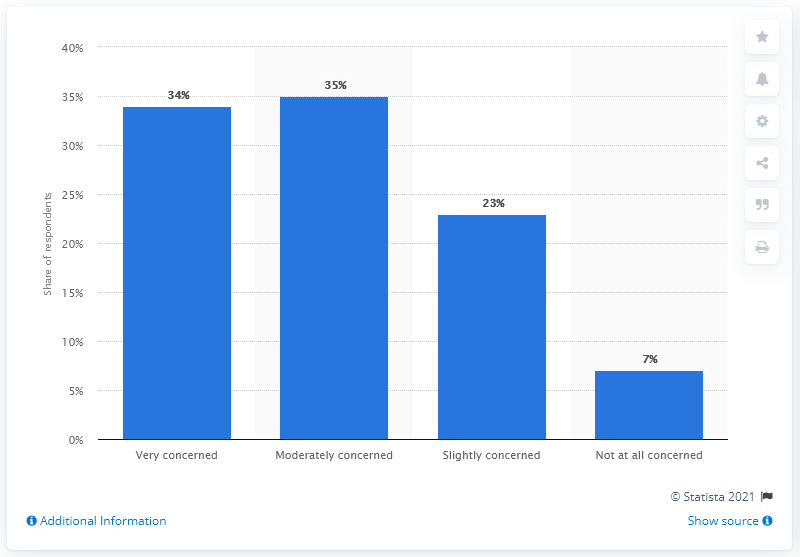 40%
35%
30%
25%
20%
15%
10%
5%
0%
Share of respondents
34%
35%
23%
7%
Very concerned
Moderately concerned
Slightly concerned
Not at all concerned
© Statista 2021
Additional Information
Show source